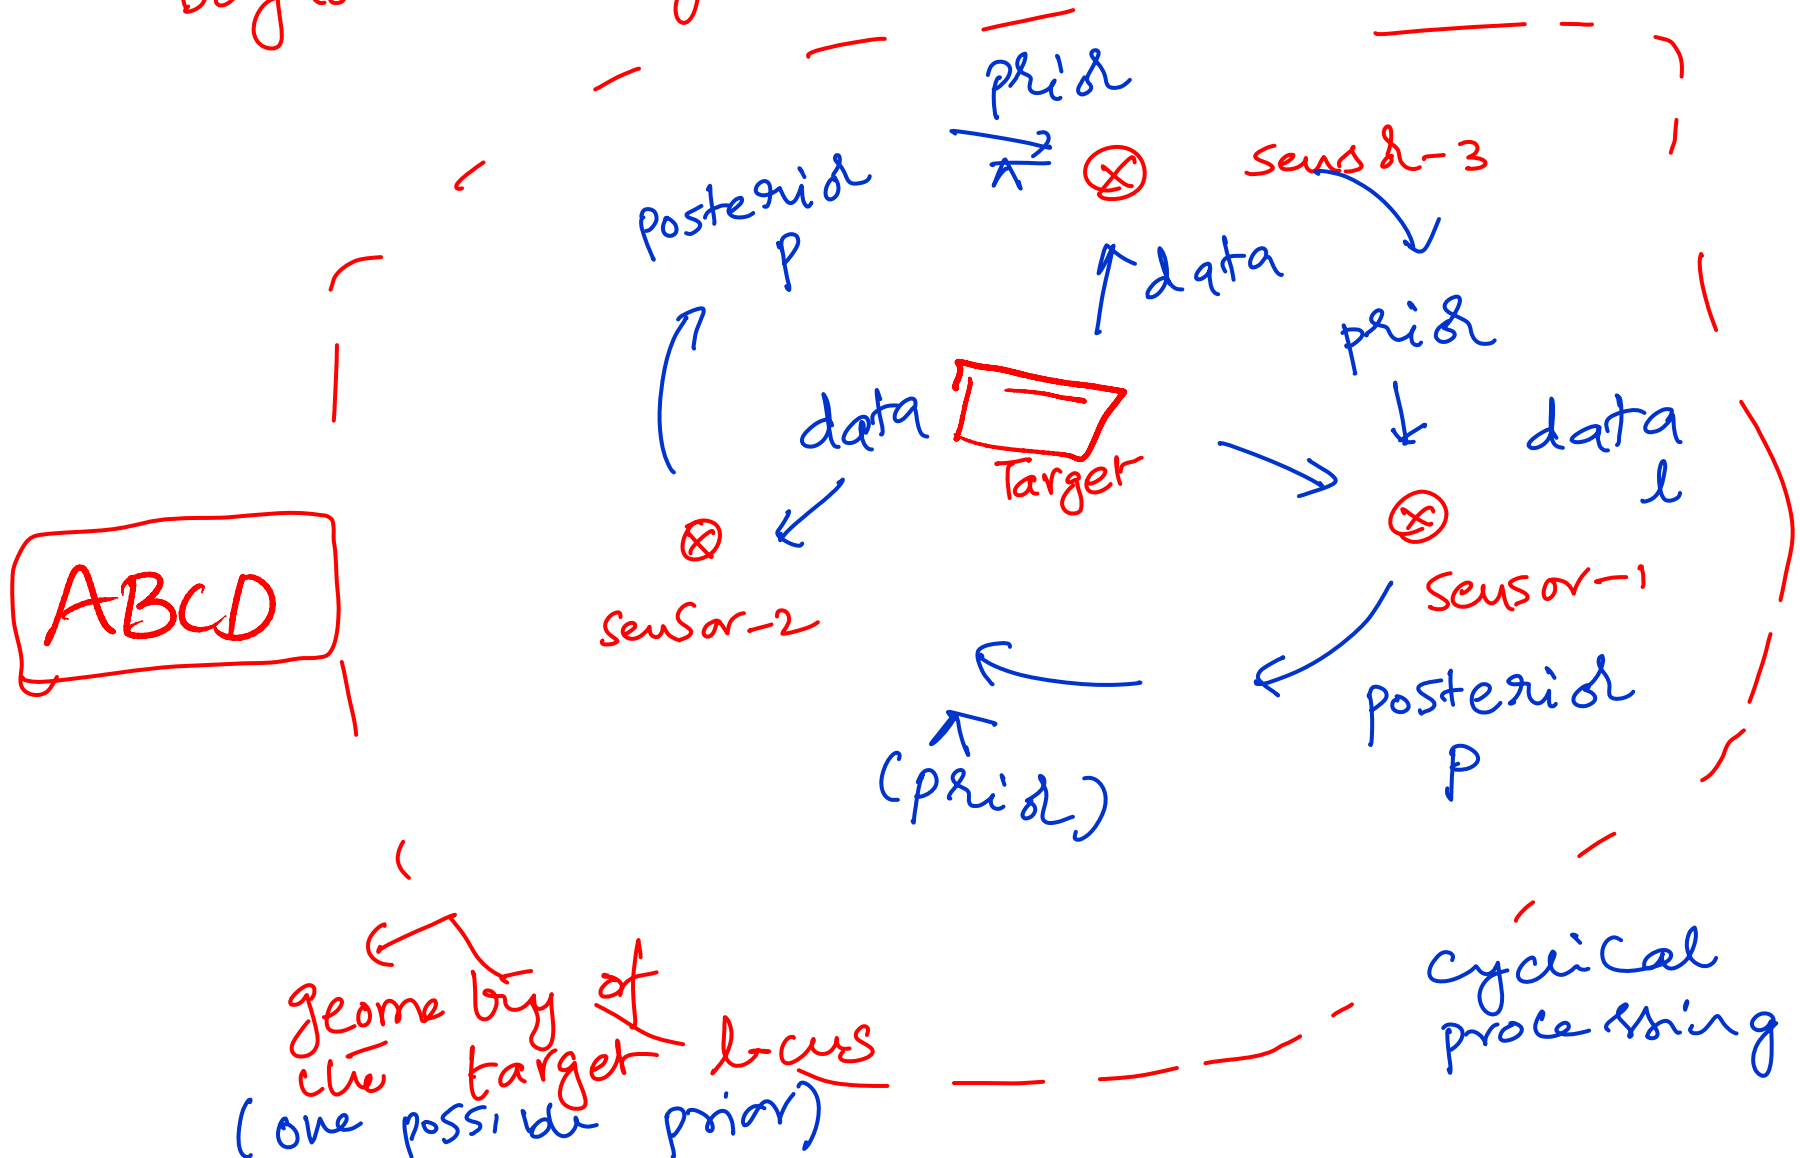 prior
sensor-3
posterior
p
data
prior
data
data
l
Target
ABCD
sensor-2
sensor-1
posterior
p
(prior)
cyclical
processing
geometry of
the target locus
(one possible prior)